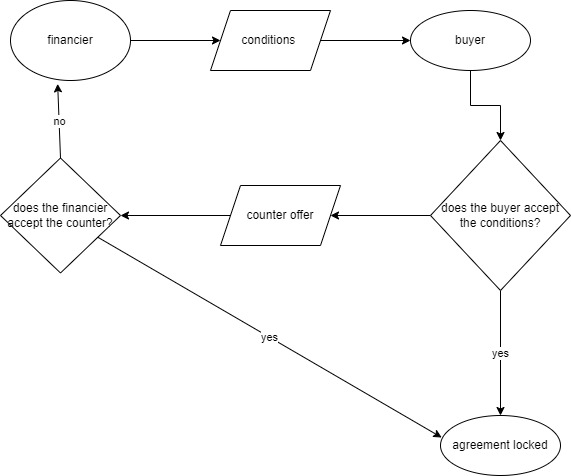 financier
conditions
buyer
no
does the financier
accept the counter?
counter offer
does the buyer accept
the conditions?
yes
yes
agreement locked